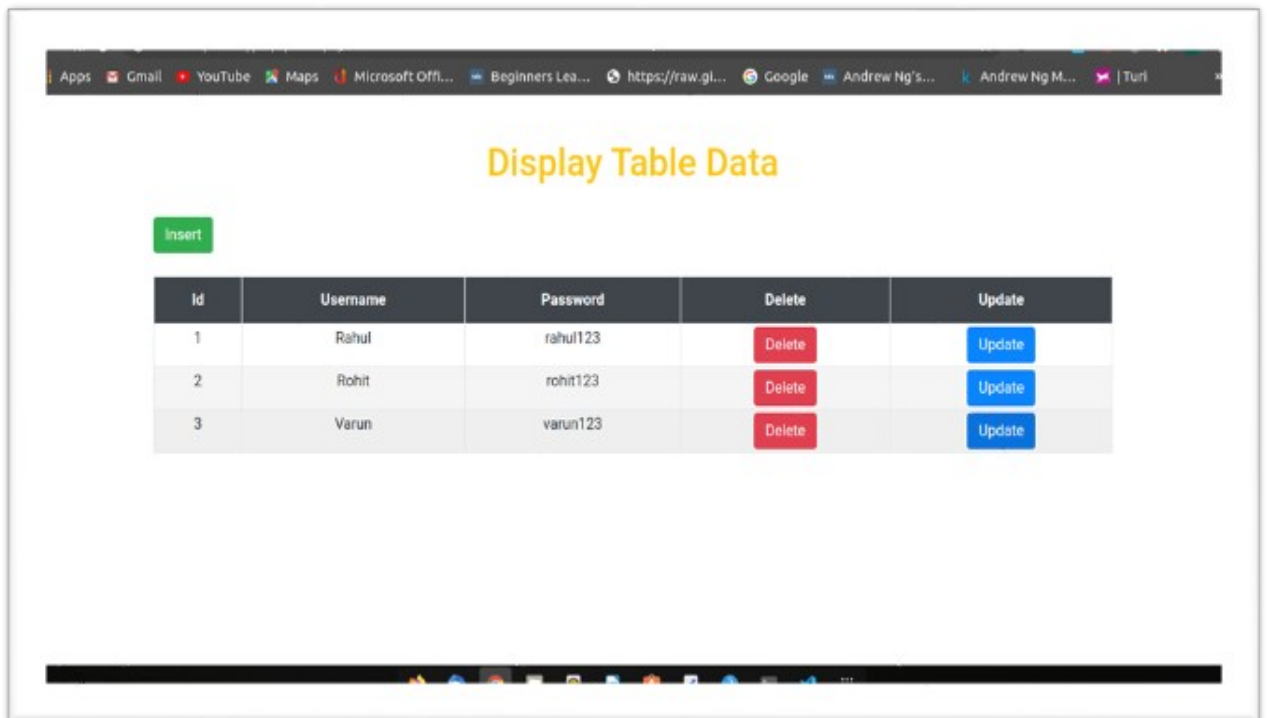 Apps Gmail YouTube Maps Microsoft Offi... Beginners Lea... https://raw.gi... Google Andrew Ng's... Andrew Ng M... | Turi »
Display Table Data
Insert
Id Username Password Delete Update
1 Rahul rahul123 Delete Update
2 Rohit rohit123 Delete Update
3 Varun varun123 Delete Update